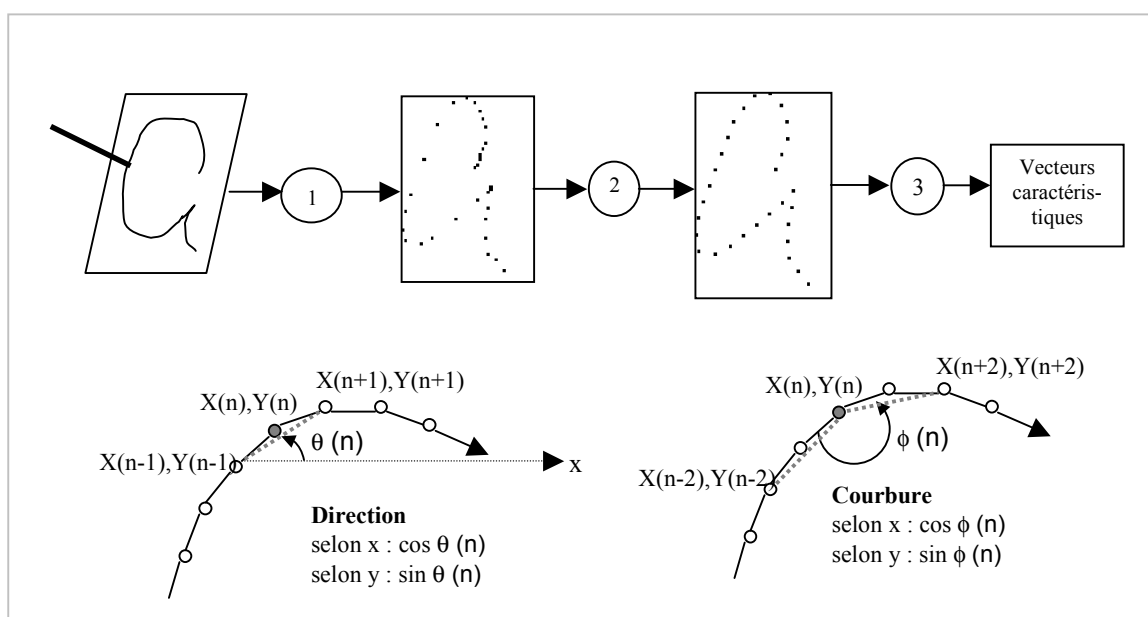 1
2
3
Vecteurs
caractéris-
tiques
X(n+1),Y(n+1)
X(n),Y(n)
θ (n)
X(n-1),Y(n-1)
x
Direction
selon x : cos θ (n)
selon y : sin θ (n)
X(n+2),Y(n+2)
X(n),Y(n)
ϕ (n)
X(n-2),Y(n-2)
Courbure
selon x : cos ϕ (n)
selon y : sin ϕ (n)